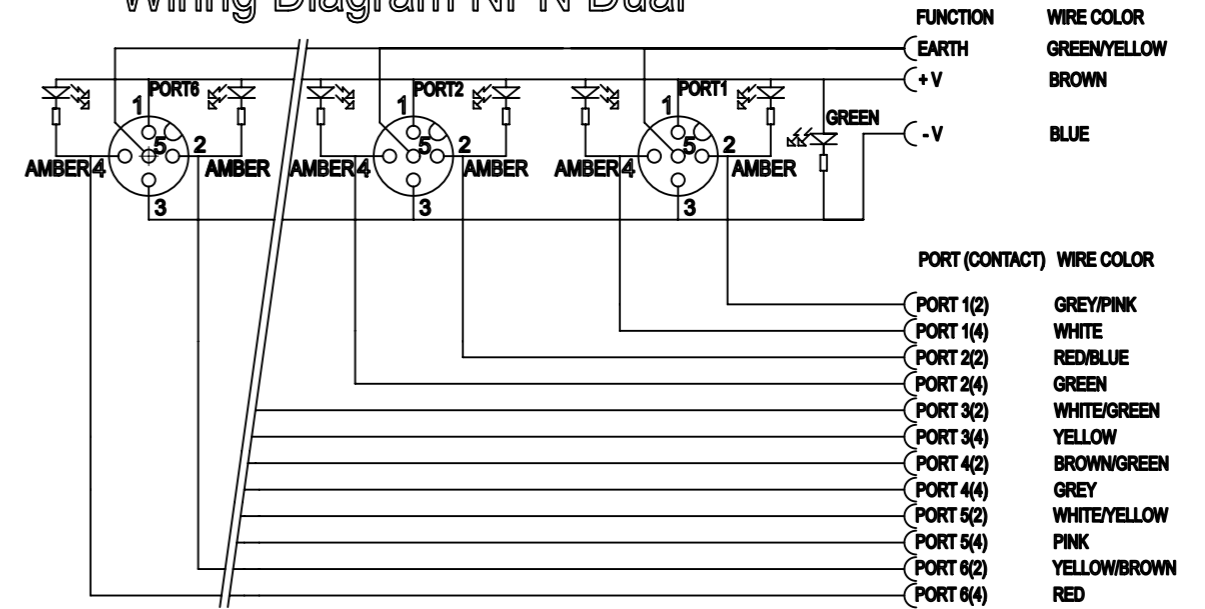 Wiring Diagram NPN Dual
FUNCTION WIRE COLOR
EARTH GREEN/YELLOW
+ V BROWN
- V BLUE
PORT6 PORT2 PORT1
GREEN
1 5 2 1 5 2 1 5 2
AMBER 4 AMBER AMBER 4 AMBER AMBER 4 AMBER
3 3 3
PORT (CONTACT) WIRE COLOR
PORT 1(2) GREY/PINK
PORT 1(4) WHITE
PORT 2(2) RED/BLUE
PORT 2(4) GREEN
PORT 3(2) WHITE/GREEN
PORT 3(4) YELLOW
PORT 4(2) BROWN/GREEN
PORT 4(4) GREY
PORT 5(2) WHITE/YELLOW
PORT 5(4) PINK
PORT 6(2) YELLOW/BROWN
PORT 6(4) RED